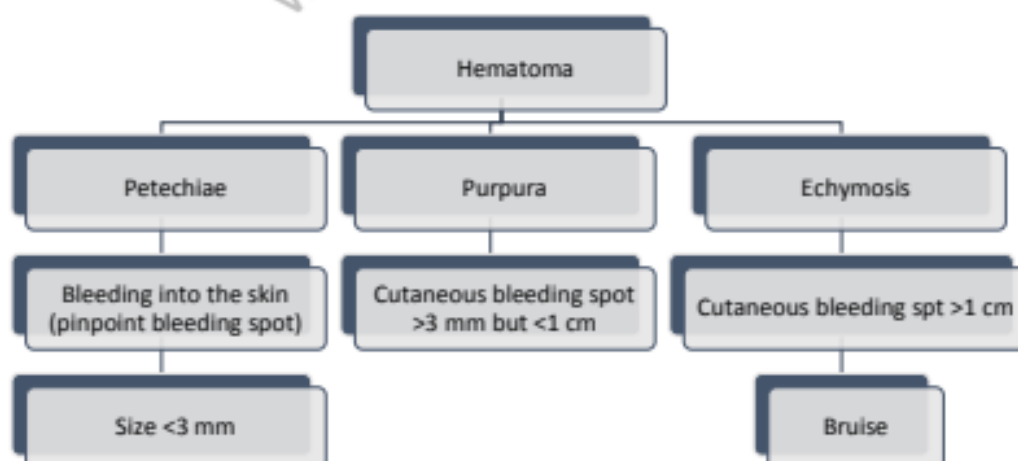 Hematoma
Petechiae
Purpura
Echymosis
Bleeding into the skin
(pinpoint bleeding spot)
Cutaneous bleeding spot
>3 mm but <1 cm
Cutaneous bleeding spt >1 cm
Size <3 mm
Bruise